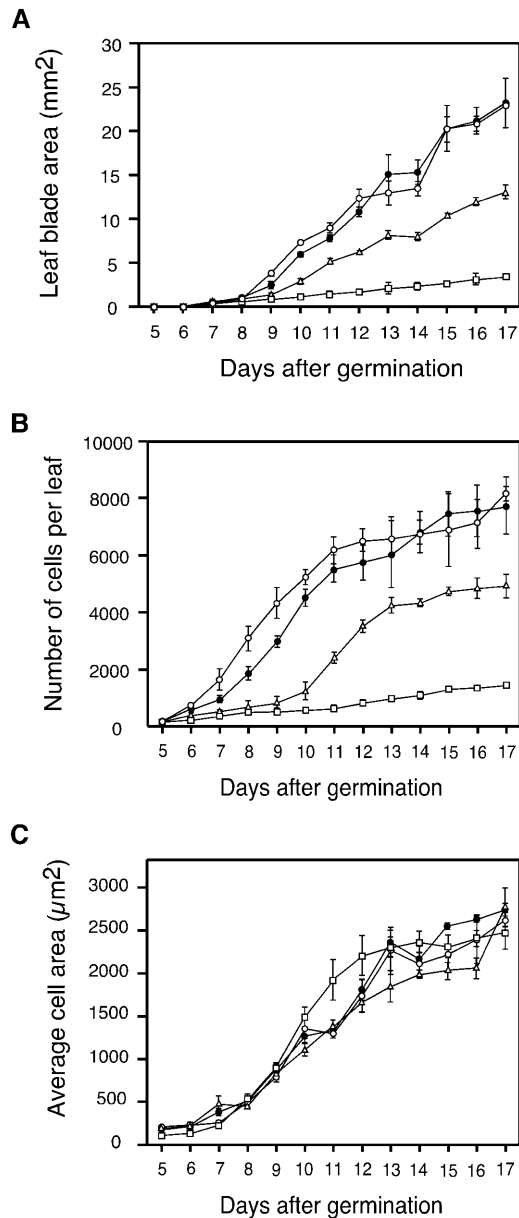 A
Leaf blade area (mm2)
30
25
20
15
10
5
0
5 6 7 8 9 10 11 12 13 14 15 16 17
Days after germination
B
Number of cells per leaf
10000
8000
6000
4000
2000
0
5 6 7 8 9 10 11 12 13 14 15 16 17
Days after germination
C
Average cell area (μm2)
3000
2500
2000
1500
1000
500
0
5 6 7 8 9 10 11 12 13 14 15 16 17
Days after germination